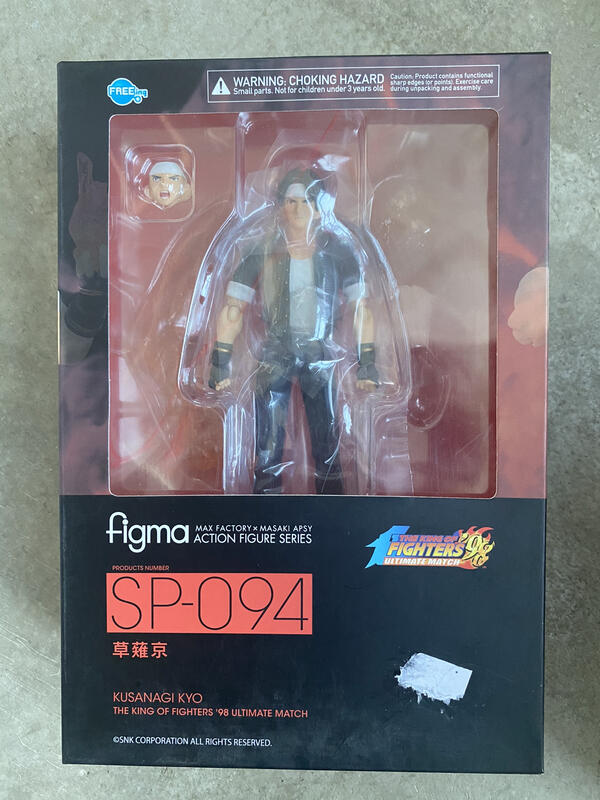 FREEing
WARNING: CHOKING HAZARD
Small parts. Not for children under 3 years old.
Caution: Product contains functional
sharp edges (or points). Exercise care
during unpacking and assembly.
figma
MAX FACTORY × MASAKI APSY
ACTION FIGURE SERIES
THE KING OF
FIGHTERS '98
ULTIMATE MATCH
PRODUCTS NUMBER
SP-094
草薙京
KUSANAGI KYO
THE KING OF FIGHTERS '98 ULTIMATE MATCH
©SNK CORPORATION ALL RIGHTS RESERVED.